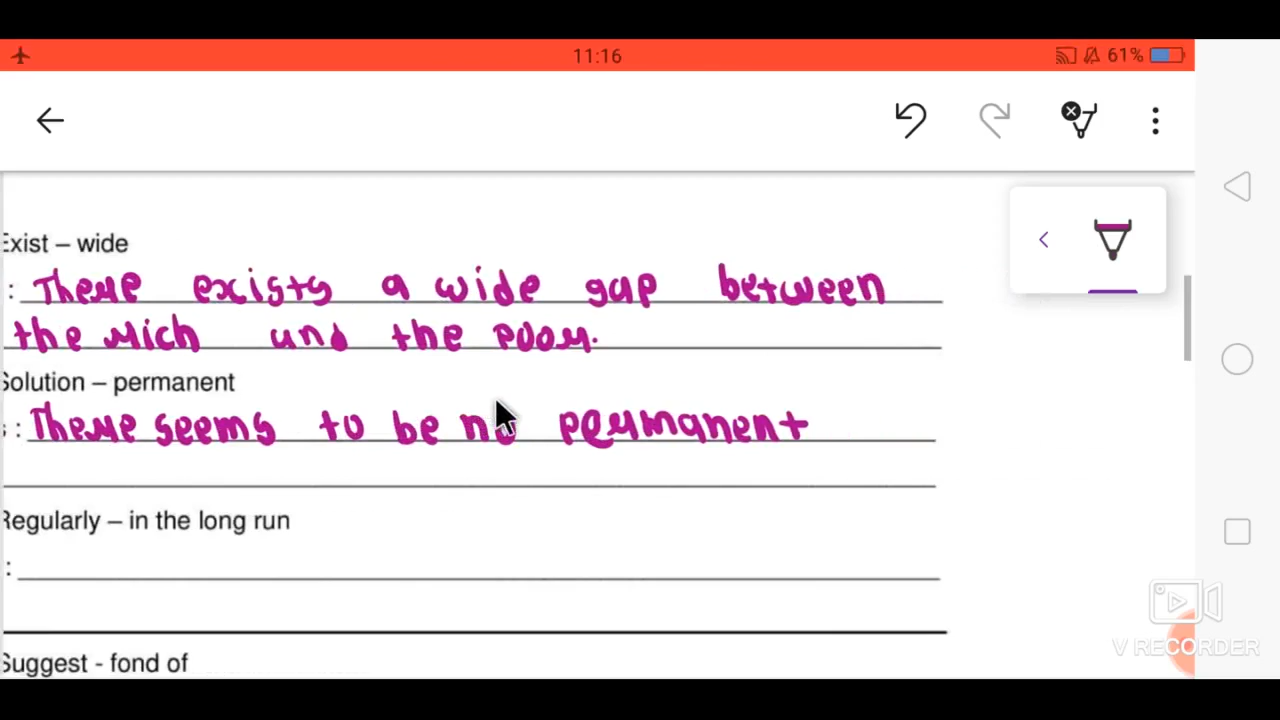 11:16
61%
Exist – wide
: There exists a wide gap between
the rich and the poor.
Solution – permanent
s : There seems to be no permanent
Regularly – in the long run
:
Suggest - fond of
V RECORDER